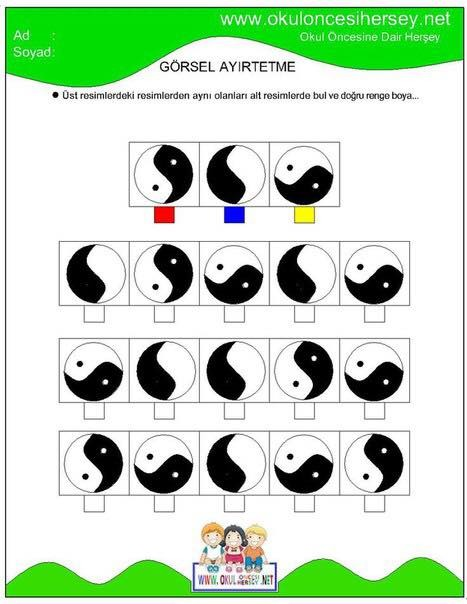 www.okuloncesihersey.net
Ad :
Okul Öncesine Dair Herşey
Soyad:
GÖRSEL AYIRTETME
● Üst resimlerdeki resimlerden aynı olanları alt resimlerde bul ve doğru renge boya...
WWW.OKULÖNCESİ
HERŞEY.NET